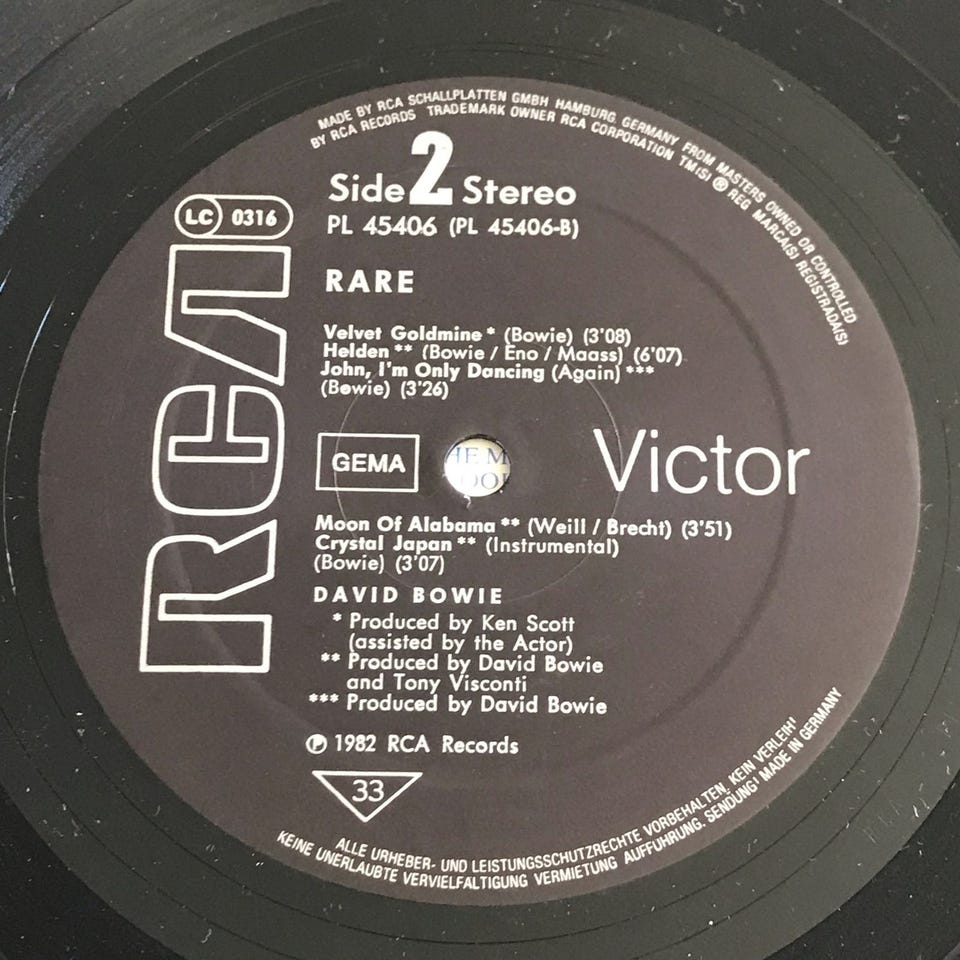 MADE BY RCA SCHALLPLATTEN GMBH HAMBURG GERMANY FROM MASTERS OWNED OR CONTROLLED
BY RCA RECORDS TRADEMARK OWNER RCA CORPORATION TM(S) ® REG MARCA(S) REGISTRADA(S)
Side 2 Stereo
LC 0316
PL 45406 (PL 45406-B)
RARE
Velvet Goldmine * (Bowie) (3'08)
Helden ** (Bowie / Eno / Maass) (6'07)
John, I'm Only Dancing (Again) ***
(Bowie) (3'26)
RCA
GEMA
HE M
OO
Victor
Moon Of Alabama ** (Weill / Brecht) (3'51)
Crystal Japan ** (Instrumental)
(Bowie) (3'07)
DAVID BOWIE
* Produced by Ken Scott
(assisted by the Actor)
** Produced by David Bowie
and Tony Visconti
*** Produced by David Bowie
℗ 1982 RCA Records
33
ALLE URHEBER- UND LEISTUNGSSCHUTZRECHTE VORBEHALTEN, KEIN VERLEIH!
KEINE UNERLAUBTE VERVIELFÄLTIGUNG VERMIETUNG AUFFÜHRUNG. SENDUNG! MADE IN GERMANY